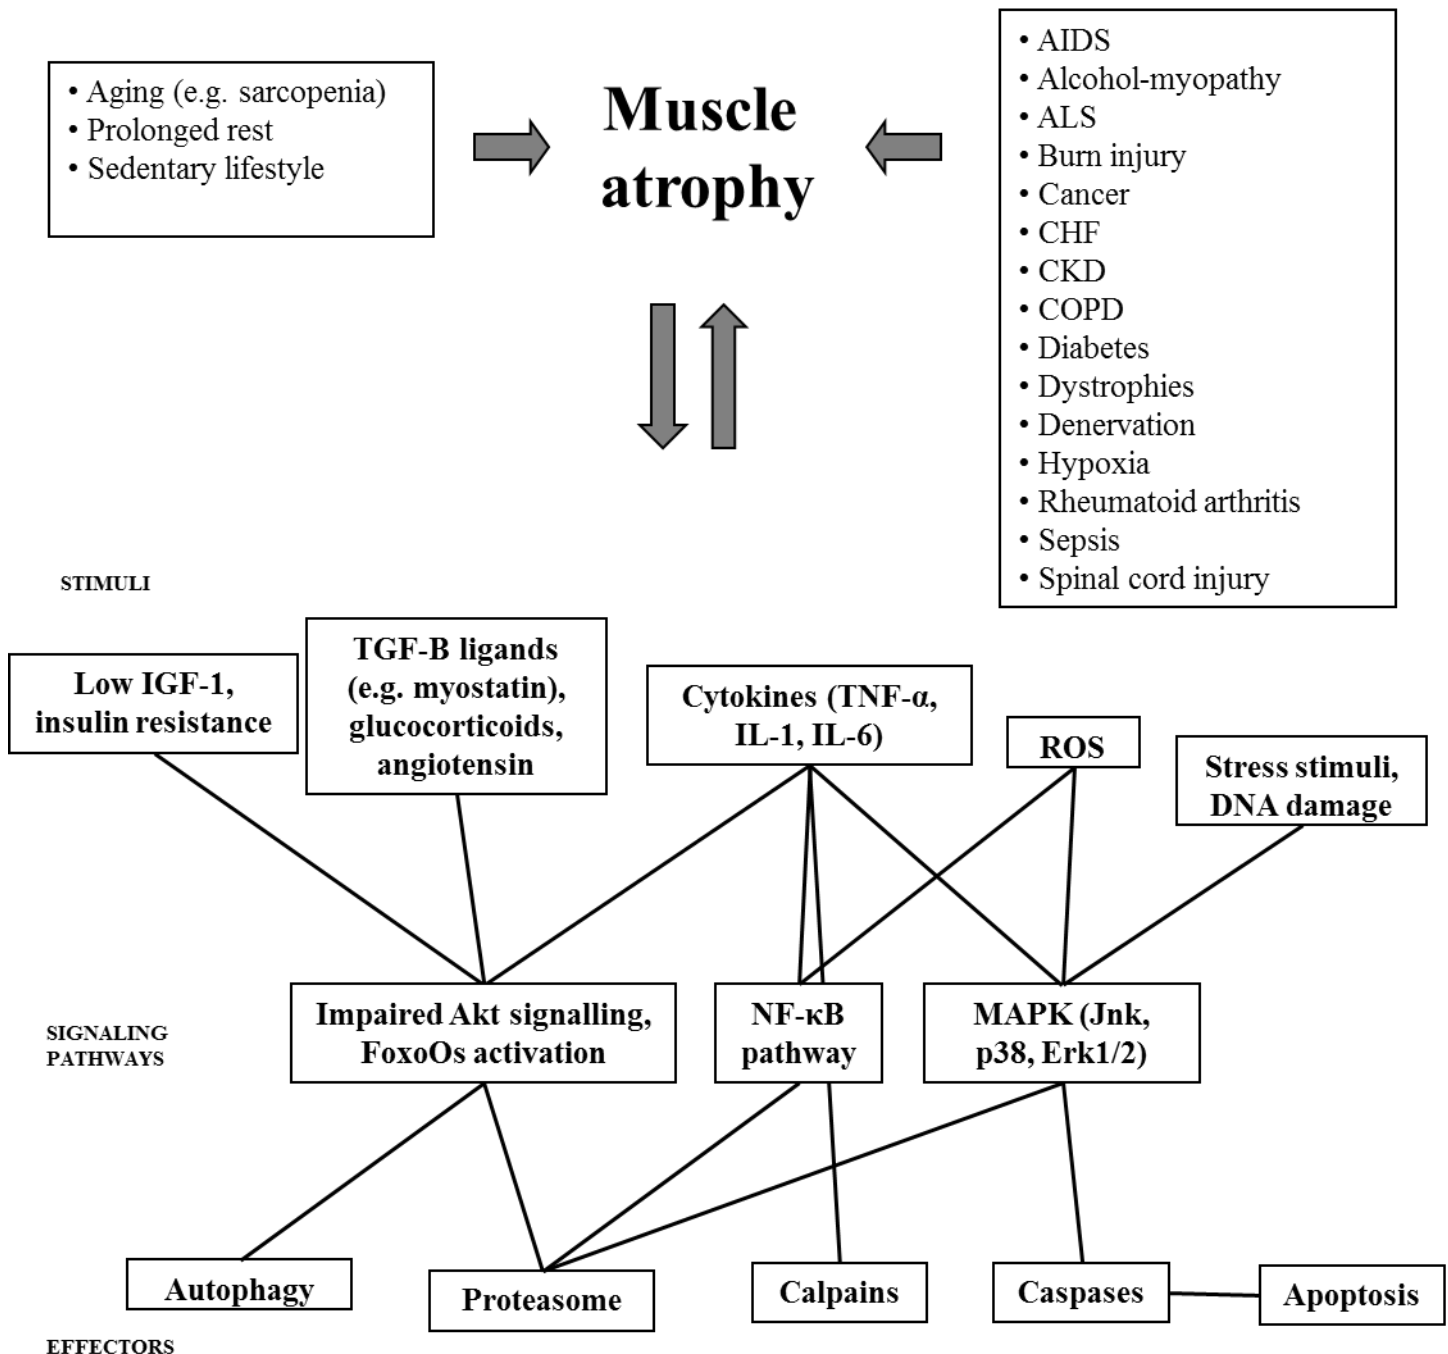 • Aging (e.g. sarcopenia)
• Prolonged rest
• Sedentary lifestyle
Muscle
atrophy
• AIDS
• Alcohol-myopathy
• ALS
• Burn injury
• Cancer
• CHF
• CKD
• COPD
• Diabetes
• Dystrophies
• Denervation
• Hypoxia
• Rheumatoid arthritis
• Sepsis
• Spinal cord injury
STIMULI
Low IGF-1,
insulin resistance
TGF-B ligands
(e.g. myostatin),
glucocorticoids,
angiotensin
Cytokines (TNF-α,
IL-1, IL-6)
ROS
Stress stimuli,
DNA damage
SIGNALING
PATHWAYS
Impaired Akt signalling,
FoxoOs activation
NF-κB
pathway
MAPK (Jnk,
p38, Erk1/2)
Autophagy
Proteasome
Calpains
Caspases
Apoptosis
EFFECTORS